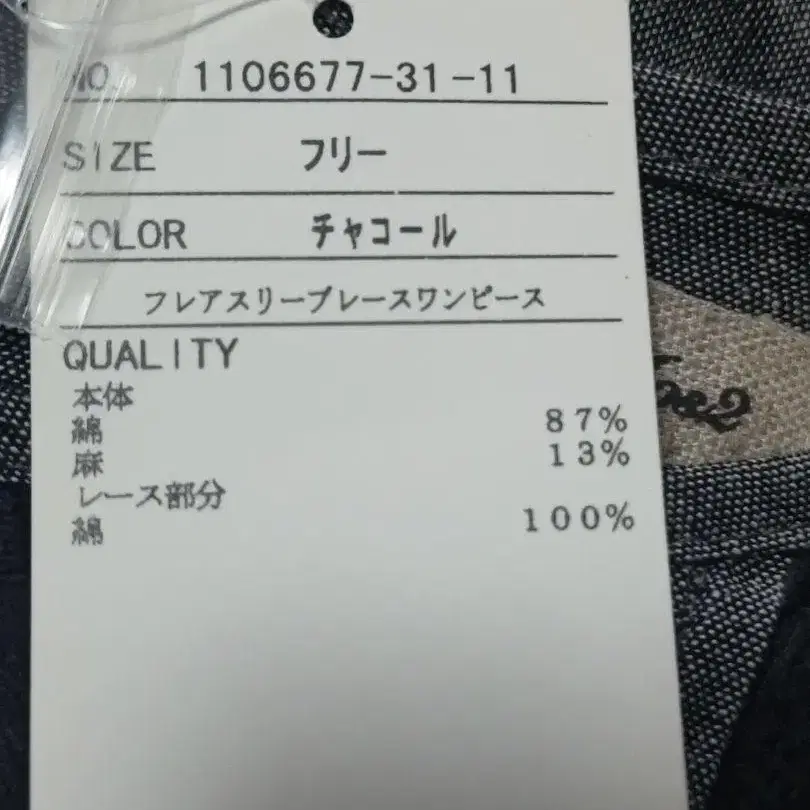 NO. 1106677-31-11
SIZE フリー
COLOR チャコール
フレアスリーブレースワンピース
QUALITY
本体
綿 87%
麻 13%
レース部分
綿 100%